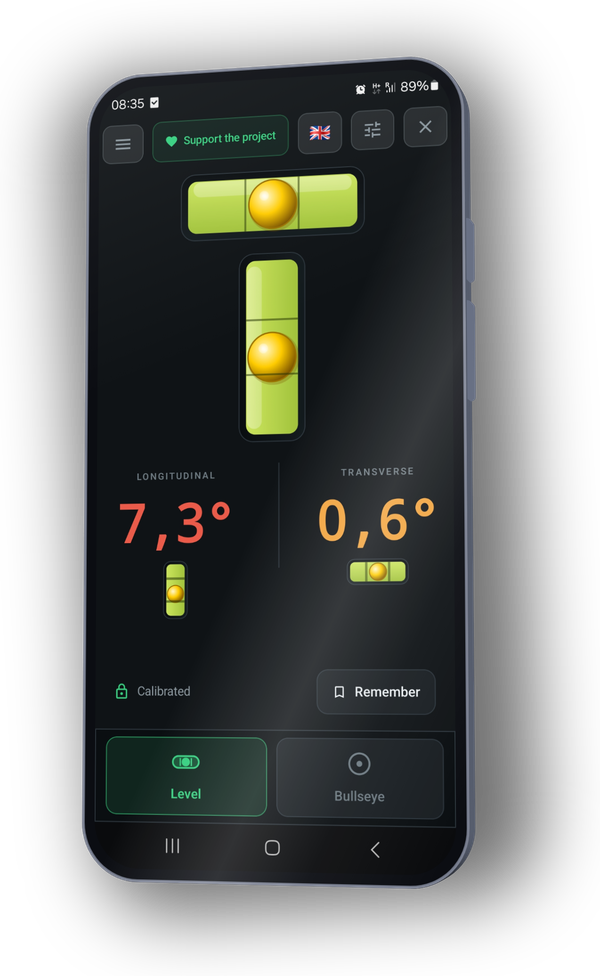 08:35
H+
R
89%
Support the project
LONGITUDINAL
TRANSVERSE
7,3°
0,6°
Calibrated
Remember
Level
Bullseye